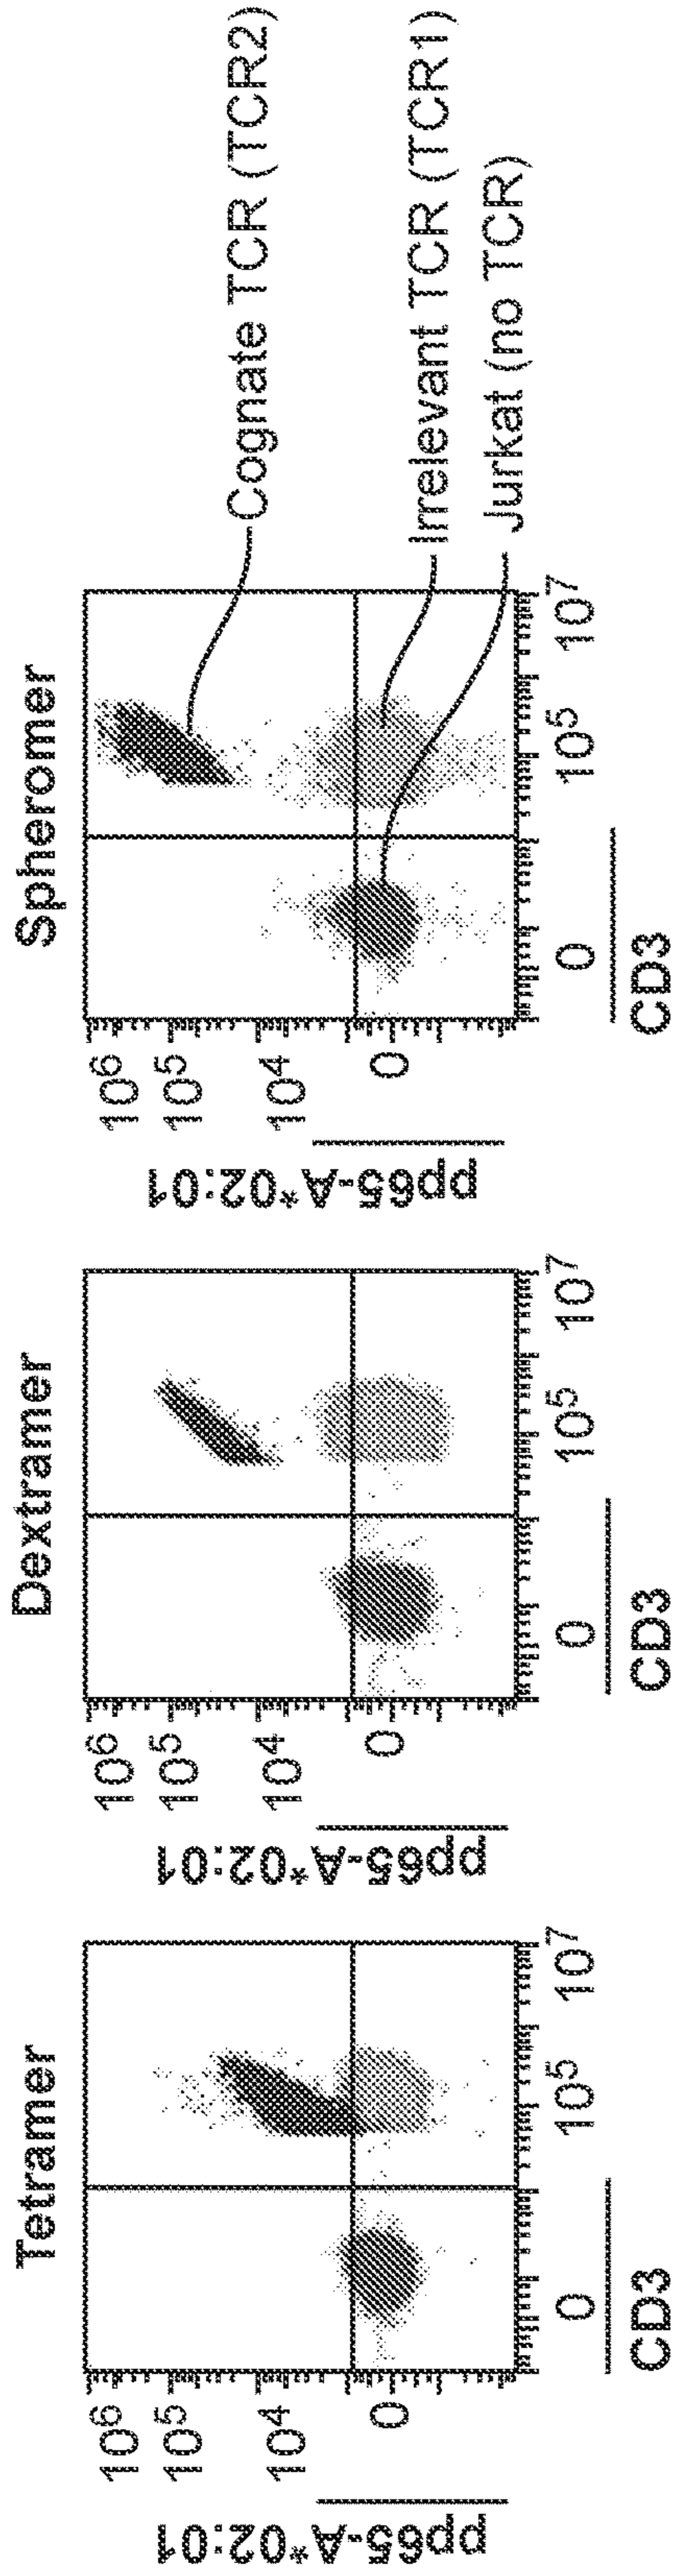 Tetramer
10⁶
10⁵
10⁴
0
pp65-A*02:01
0
10⁵
10⁷
CD3
Dextramer
10⁶
10⁵
10⁴
0
pp65-A*02:01
0
10⁵
10⁷
CD3
Spheromer
10⁶
10⁵
10⁴
0
pp65-A*02:01
0
10⁵
10⁷
CD3
Cognate TCR (TCR2)
Irrelevant TCR (TCR1)
Jurkat (no TCR)